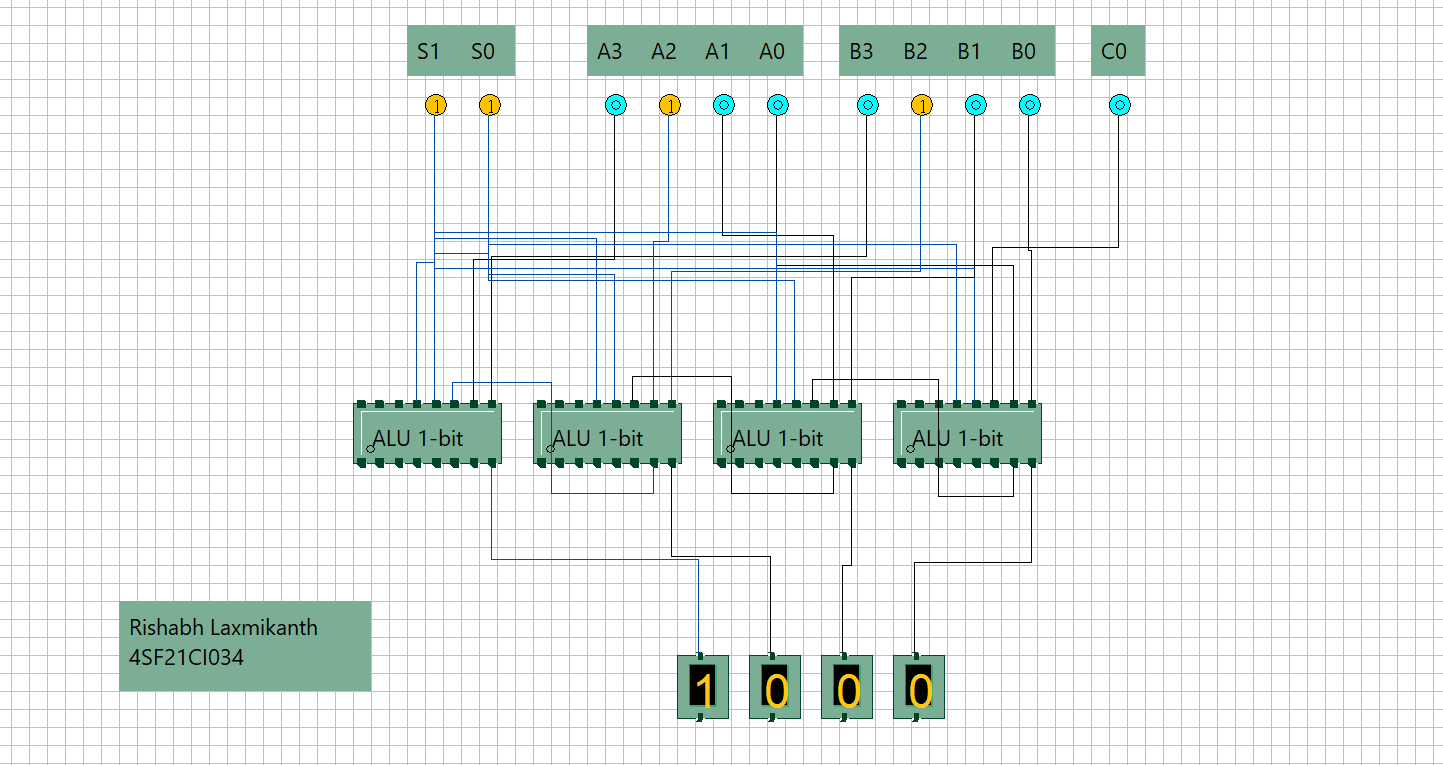 S1 S0 A3 A2 A1 A0 B3 B2 B1 B0 C0
1 1 0 1 0 0 0 1 0 0 0
ALU 1-bit ALU 1-bit ALU 1-bit ALU 1-bit
Rishabh Laxmikanth
4SF21CI034
1 0 0 0